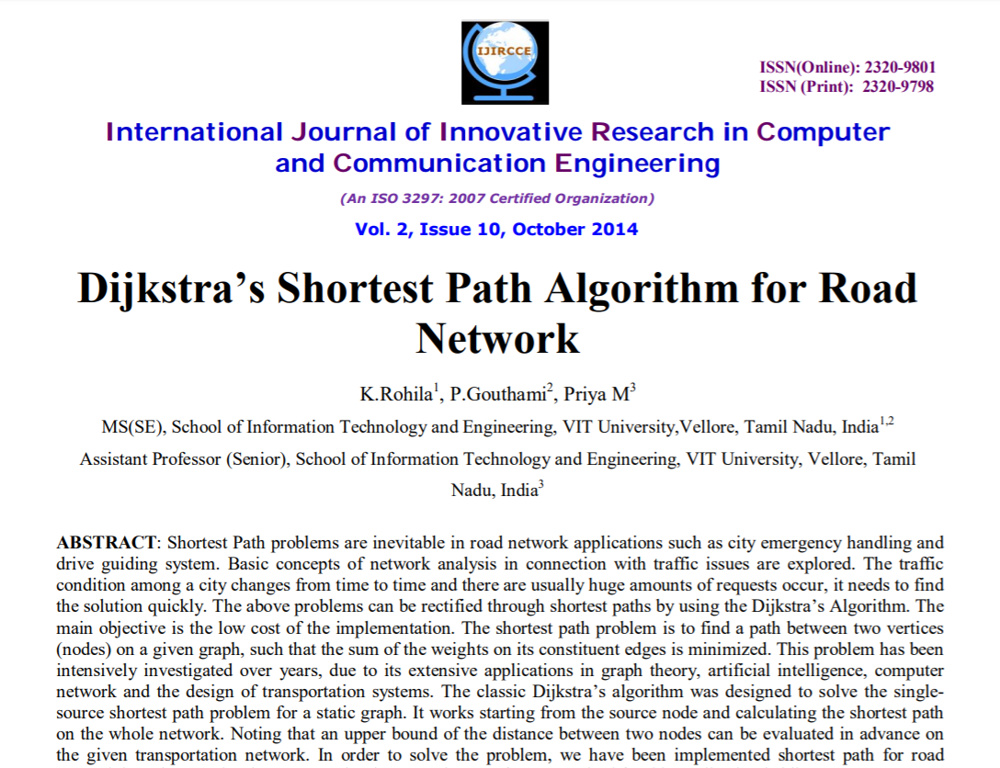 IJIRCCE
ISSN(Online): 2320-9801
ISSN (Print): 2320-9798
International Journal of Innovative Research in Computer
and Communication Engineering
(An ISO 3297: 2007 Certified Organization)
Vol. 2, Issue 10, October 2014
Dijkstra’s Shortest Path Algorithm for Road
Network
K.Rohila1, P.Gouthami2, Priya M3
MS(SE), School of Information Technology and Engineering, VIT University,Vellore, Tamil Nadu, India1,2
Assistant Professor (Senior), School of Information Technology and Engineering, VIT University, Vellore, Tamil
Nadu, India3
ABSTRACT: Shortest Path problems are inevitable in road network applications such as city emergency handling and
drive guiding system. Basic concepts of network analysis in connection with traffic issues are explored. The traffic
condition among a city changes from time to time and there are usually huge amounts of requests occur, it needs to find
the solution quickly. The above problems can be rectified through shortest paths by using the Dijkstra’s Algorithm. The
main objective is the low cost of the implementation. The shortest path problem is to find a path between two vertices
(nodes) on a given graph, such that the sum of the weights on its constituent edges is minimized. This problem has been
intensively investigated over years, due to its extensive applications in graph theory, artificial intelligence, computer
network and the design of transportation systems. The classic Dijkstra’s algorithm was designed to solve the single-
source shortest path problem for a static graph. It works starting from the source node and calculating the shortest path
on the whole network. Noting that an upper bound of the distance between two nodes can be evaluated in advance on
the given transportation network. In order to solve the problem, we have been implemented shortest path for road